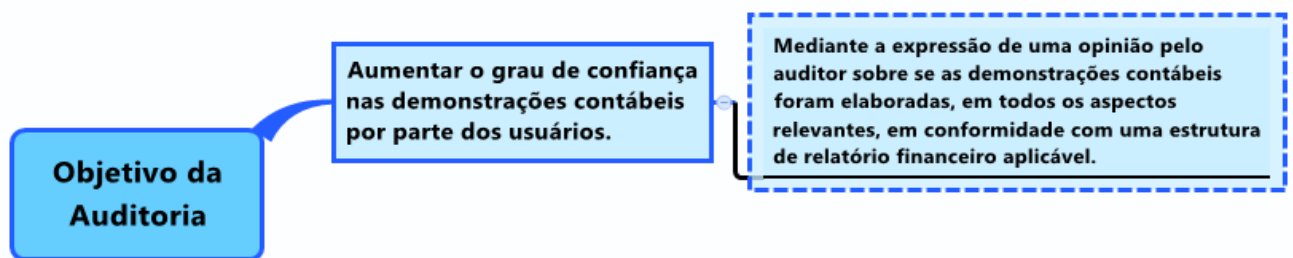 Objetivo da
Auditoria
Aumentar o grau de confiança
nas demonstrações contábeis
por parte dos usuários.
Mediante a expressão de uma opinião pelo
auditor sobre se as demonstrações contábeis
foram elaboradas, em todos os aspectos
relevantes, em conformidade com uma estrutura
de relatório financeiro aplicável.